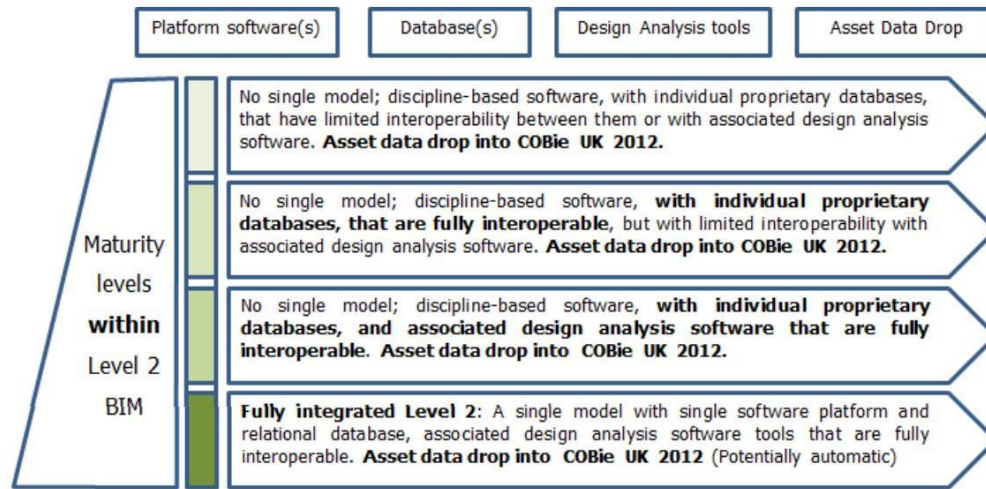 Platform software(s)
Database(s)
Design Analysis tools
Asset Data Drop
Maturity
levels
within
Level 2
BIM
No single model; discipline-based software, with individual proprietary databases,
that have limited interoperability between them or with associated design analysis
software. Asset data drop into COBie UK 2012.
No single model; discipline-based software, with individual proprietary
databases, that are fully interoperable, but with limited interoperability with
associated design analysis software. Asset data drop into COBie UK 2012.
No single model; discipline-based software, with individual proprietary
databases, and associated design analysis software that are fully
interoperable. Asset data drop into COBie UK 2012.
Fully integrated Level 2: A single model with single software platform and
relational database, associated design analysis software tools that are fully
interoperable. Asset data drop into COBie UK 2012 (Potentially automatic)